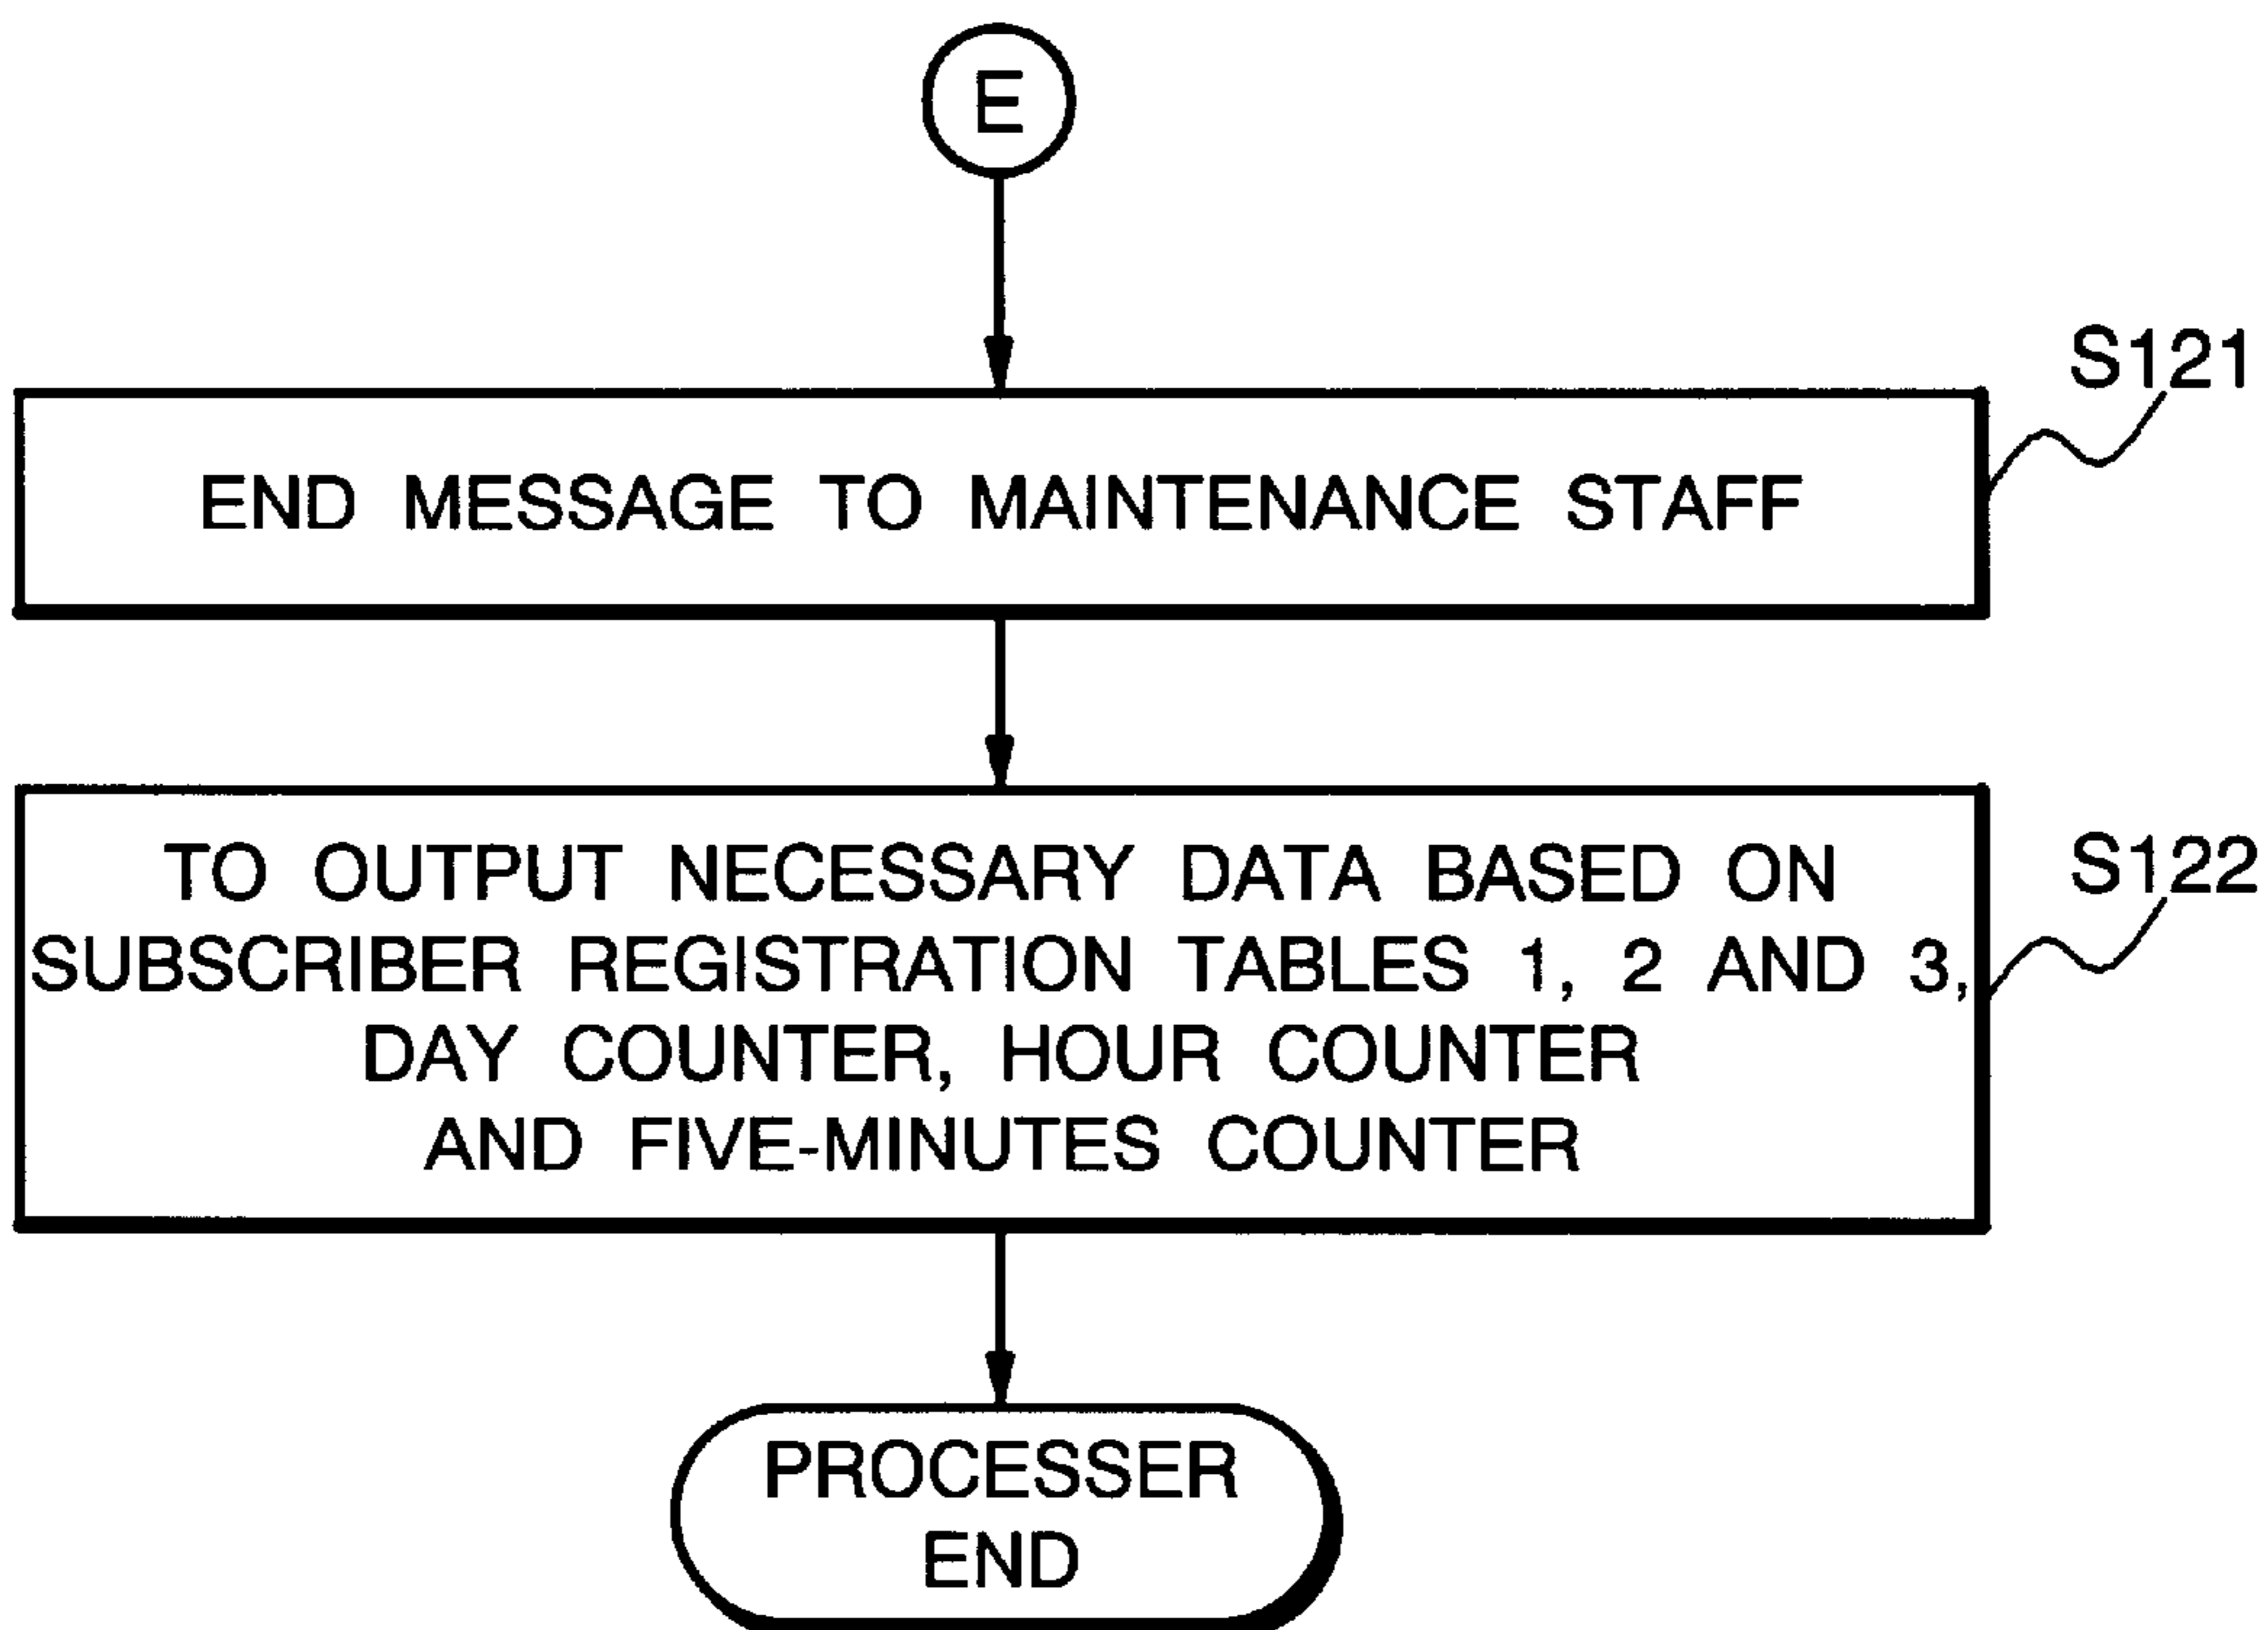 E
S121
END MESSAGE TO MAINTENANCE STAFF
S122
TO OUTPUT NECESSARY DATA BASED ON
SUBSCRIBER REGISTRATION TABLES 1, 2 AND 3,
DAY COUNTER, HOUR COUNTER
AND FIVE-MINUTES COUNTER
PROCESSER
END